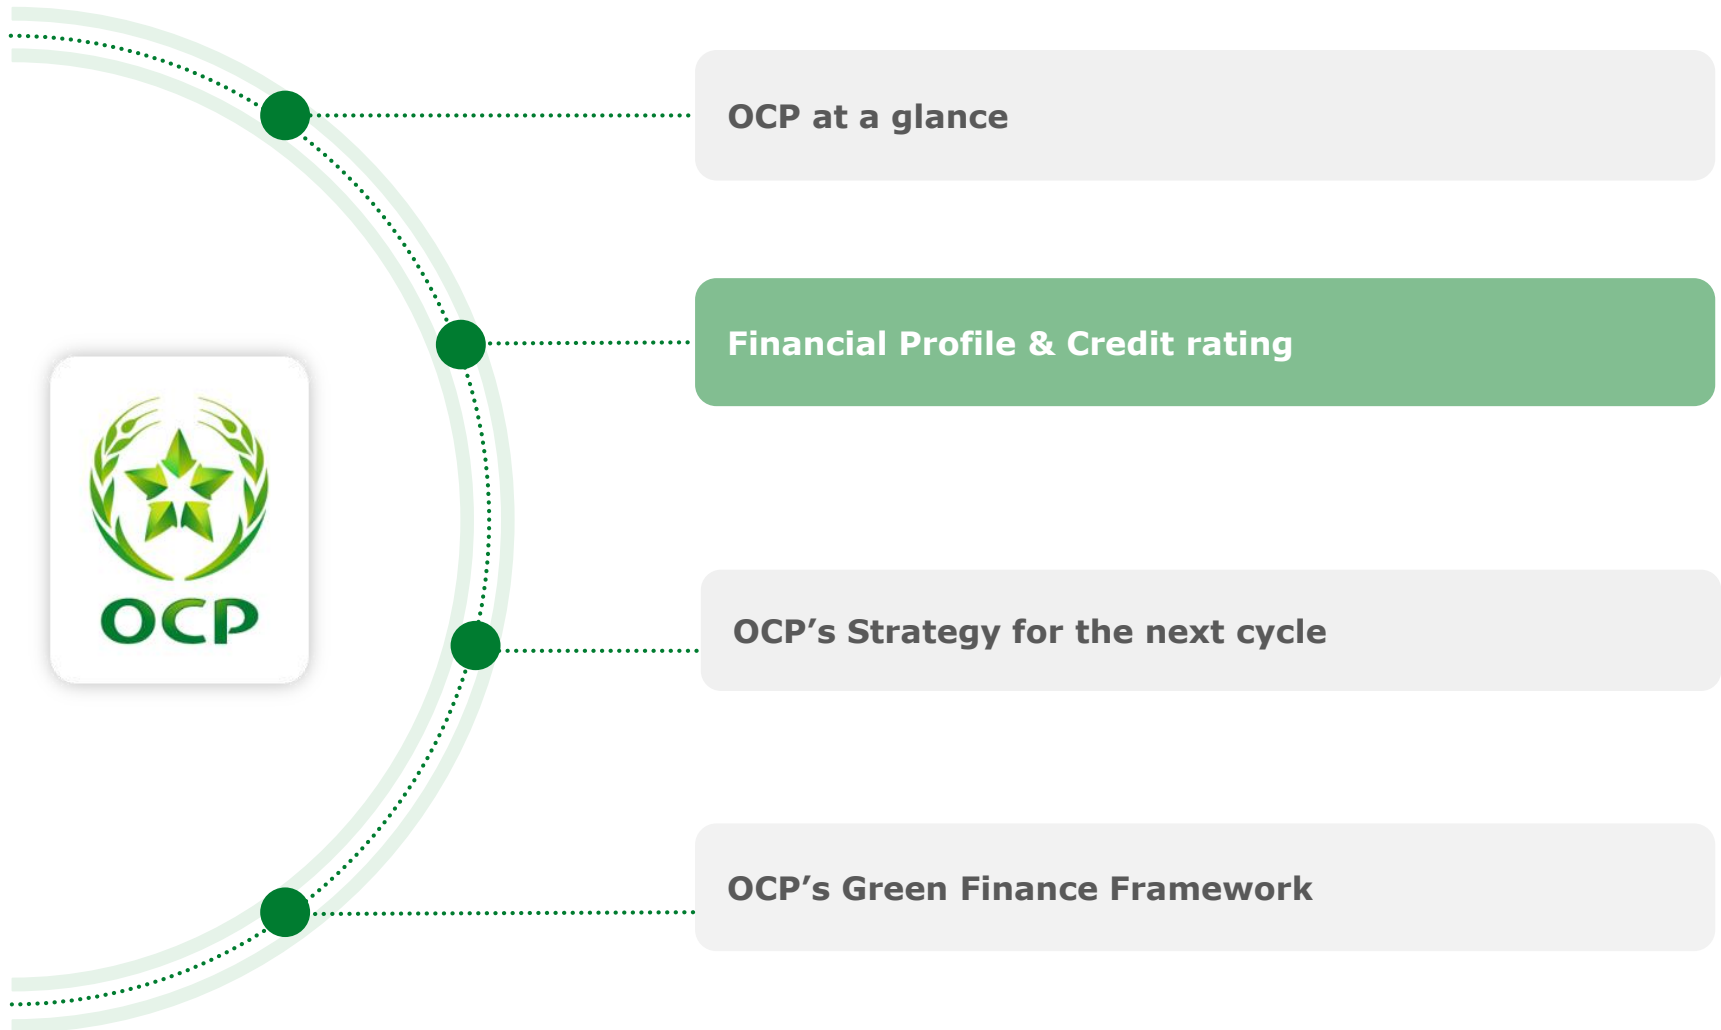 OCP at a glance
Financial Profile & Credit rating
OCP
OCP’s Strategy for the next cycle
OCP’s Green Finance Framework